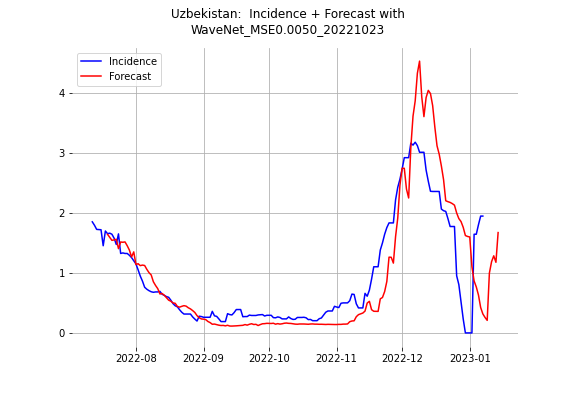 Uzbekistan:  Incidence + Forecast with
WaveNet_MSE0.0050_20221023
Incidence
Forecast
4
3
2
1
0
2022-08
2022-09
2022-10
2022-11
2022-12
2023-01